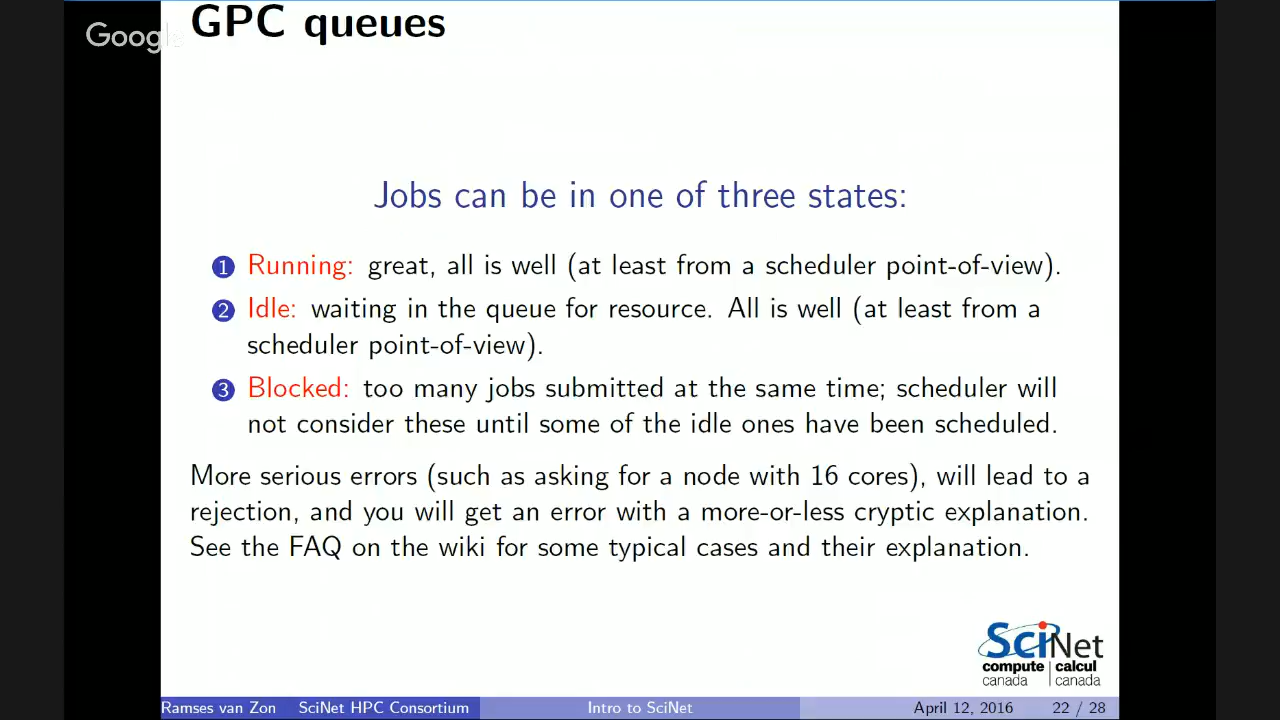 GPC queues
Google
Jobs can be in one of three states:
1 Running: great, all is well (at least from a scheduler point-of-view).
2 Idle: waiting in the queue for resource. All is well (at least from a
scheduler point-of-view).
3 Blocked: too many jobs submitted at the same time; scheduler will
not consider these until some of the idle ones have been scheduled.
More serious errors (such as asking for a node with 16 cores), will lead to a
rejection, and you will get an error with a more-or-less cryptic explanation.
See the FAQ on the wiki for some typical cases and their explanation.
SciNet
compute | calcul
canada | canada
Ramses van Zon SciNet HPC Consortium Intro to SciNet April 12, 2016 22 / 28